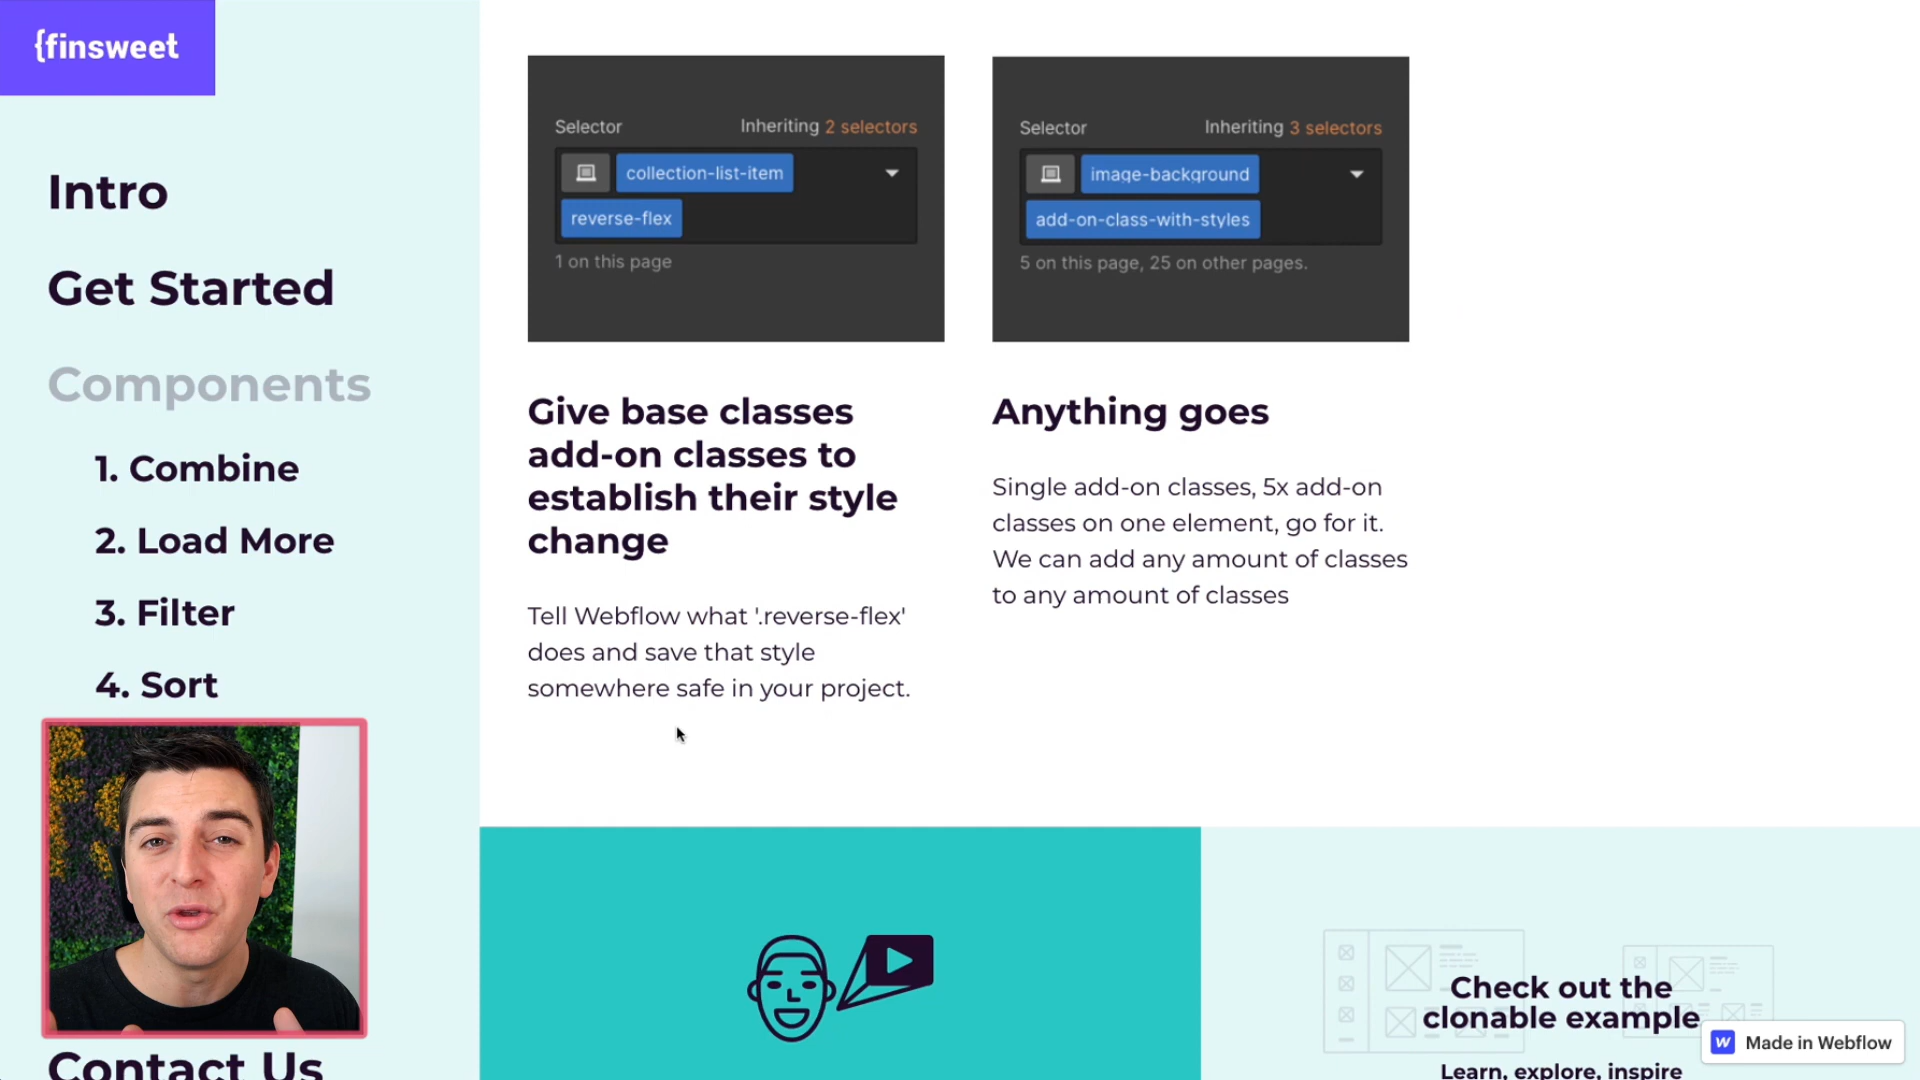 {finsweet
Intro
Get Started
Components
1. Combine
2. Load More
3. Filter
4. Sort
Contact Us
Selector
Inheriting 2 selectors
collection-list-item
reverse-flex
1 on this page
Give base classes
add-on classes to
establish their style
change
Tell Webflow what '.reverse-flex'
does and save that style
somewhere safe in your project.
Selector
Inheriting 3 selectors
image-background
add-on-class-with-styles
5 on this page, 25 on other pages.
Anything goes
Single add-on classes, 5x add-on
classes on one element, go for it.
We can add any amount of classes
to any amount of classes
Check out the
clonable example
Learn, explore, inspire
W Made in Webflow